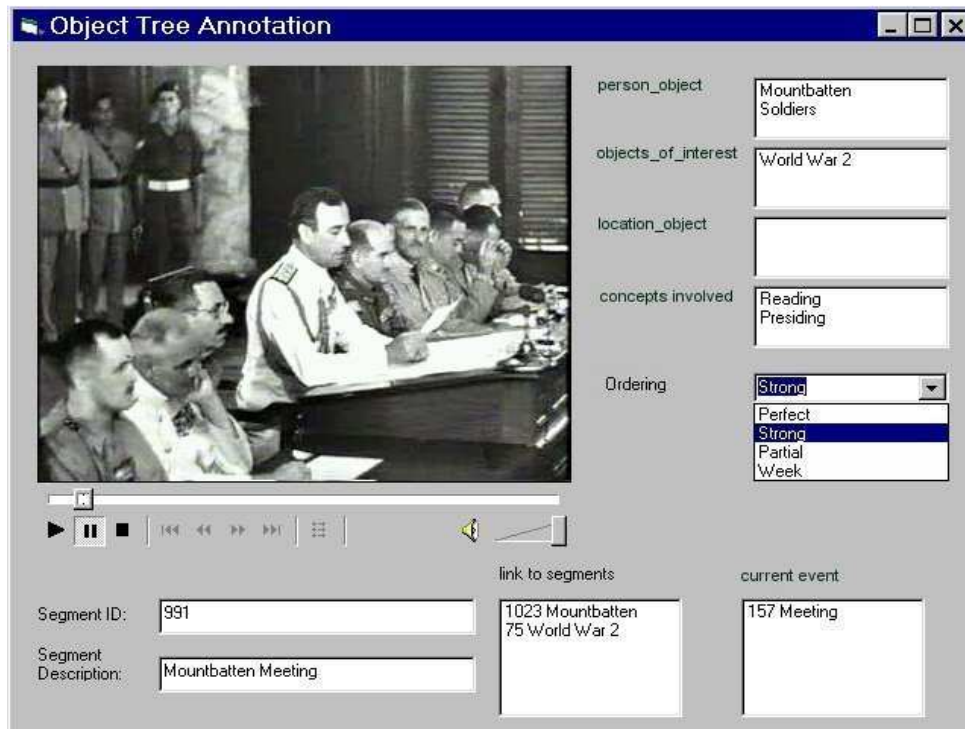 Object Tree Annotation
person_object
Mountbatten
Soldiers
objects_of_interest
World War 2
location_object
concepts involved
Reading
Presiding
Ordering
Strong
Perfect
Strong
Partial
Week
link to segments
1023 Mountbatten
75 World War 2
current event
157 Meeting
Segment ID:
991
Segment
Description:
Mountbatten Meeting